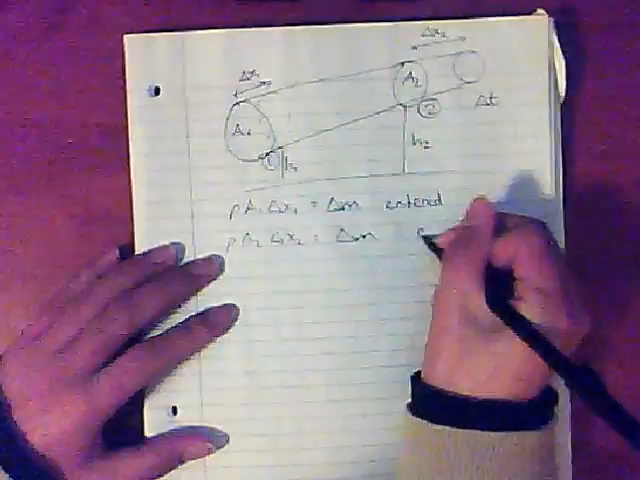 Δx₂
Δx₁
A₂
A₁
②
Δt
①
h₁
h₂
ρA₁Δx₁ = Δm entered
ρA₂Δx₂ = Δm